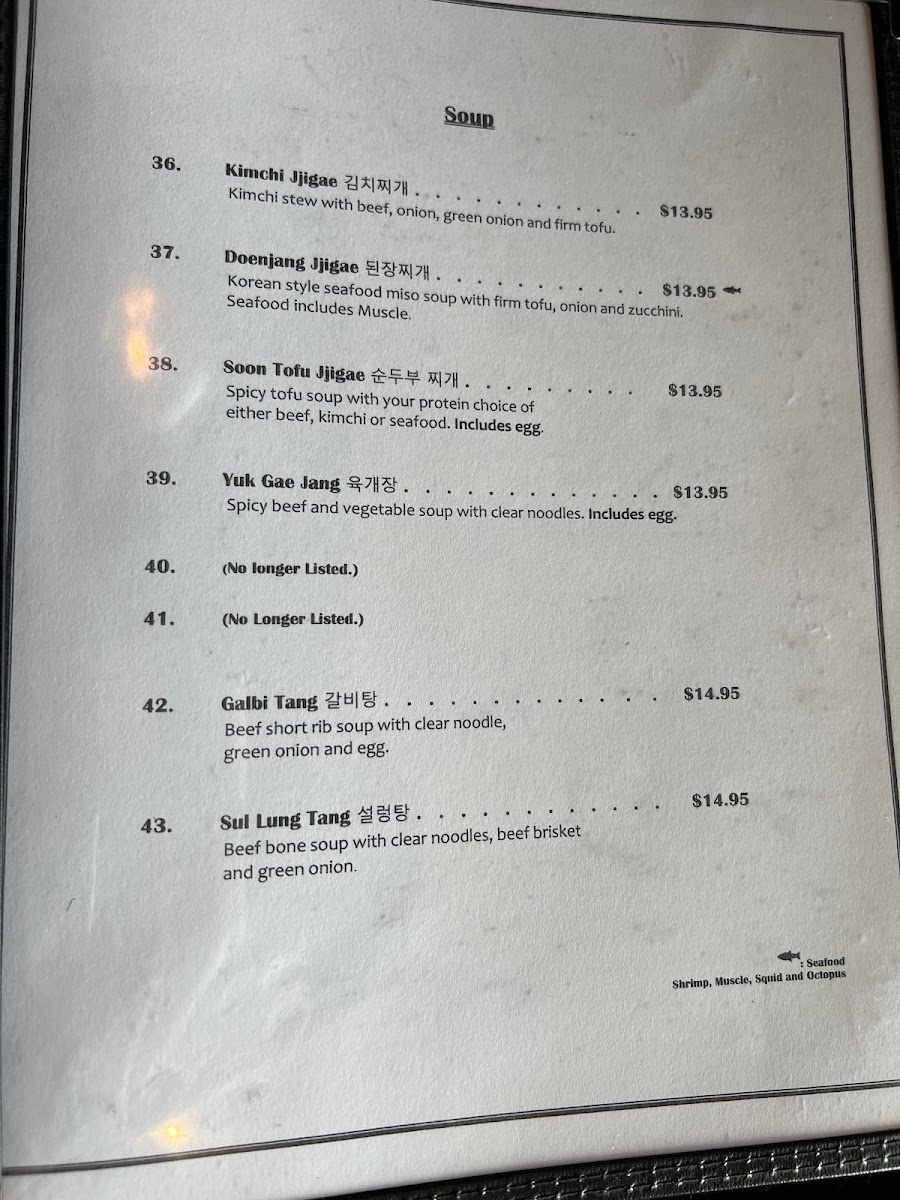 Soup
36. Kimchi Jjigae 김치찌개 . . . . . . . . . . . . $13.95
Kimchi stew with beef, onion, green onion and firm tofu.
37. Doenjang Jjigae 된장찌개 . . . . . . . . . . . $13.95
Korean style seafood miso soup with firm tofu, onion and zucchini.
Seafood includes Muscle.
38. Soon Tofu Jjigae 순두부 찌개 . . . . . . . . . $13.95
Spicy tofu soup with your protein choice of
either beef, kimchi or seafood. Includes egg.
39. Yuk Gae Jang 육개장 . . . . . . . . . . . . . $13.95
Spicy beef and vegetable soup with clear noodles. Includes egg.
40. (No longer Listed.)
41. (No Longer Listed.)
42. Galbi Tang 갈비탕 . . . . . . . . . . . . . . $14.95
Beef short rib soup with clear noodle,
green onion and egg.
43. Sul Lung Tang 설렁탕 . . . . . . . . . . . . $14.95
Beef bone soup with clear noodles, beef brisket
and green onion.
: Seafood
Shrimp, Muscle, Squid and Octopus